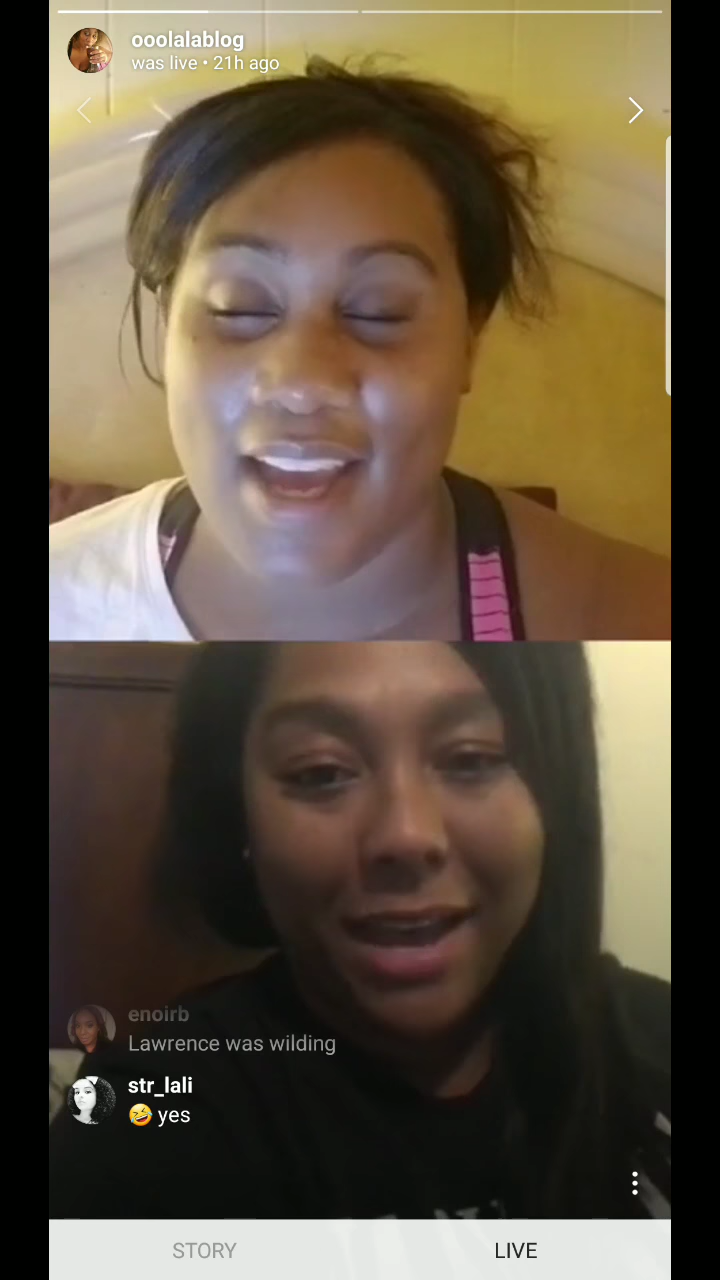 ooolalablog
was live • 21h ago
enoirb
Lawrence was wilding
str_lali
🤣 yes
STORY
LIVE